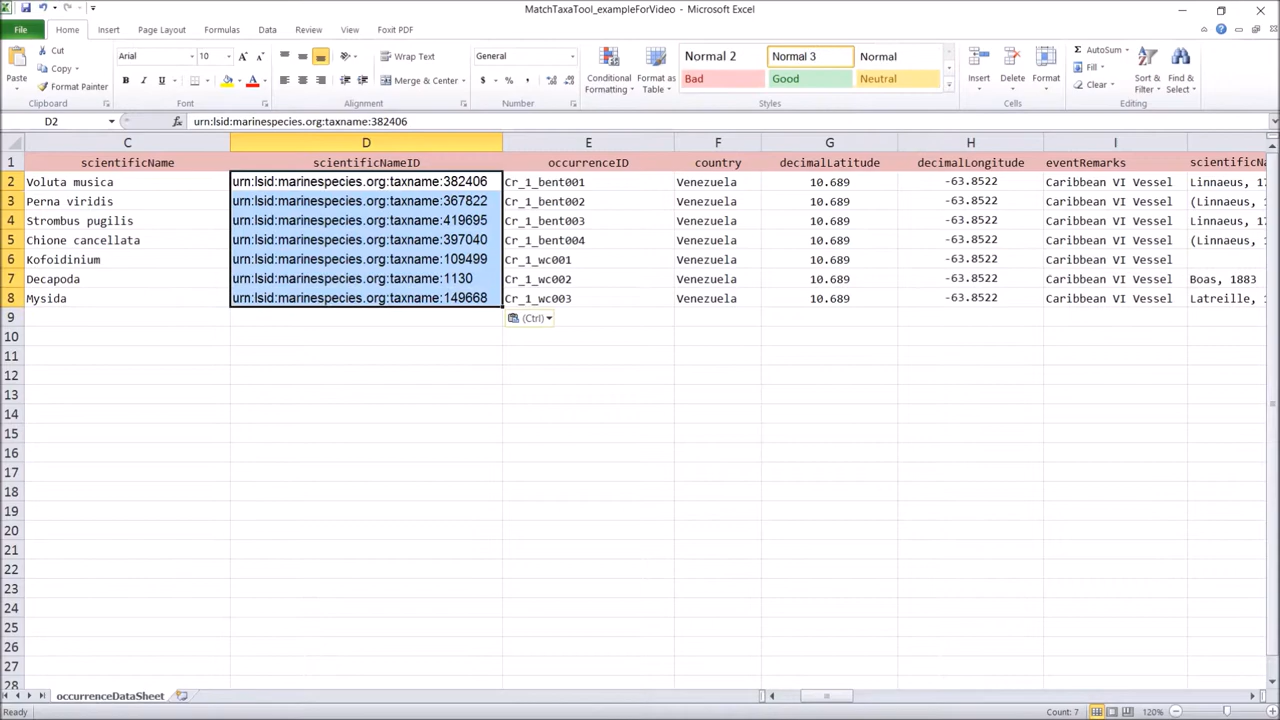 MatchTaxaTool_exampleForVideo - Microsoft Excel
File Home Insert Page Layout Formulas Data Review View Foxit PDF
Paste Cut Copy Format Painter Clipboard
Arial 10 B I U Font
Wrap Text Merge & Center Alignment
General $ % , Number
Conditional Formatting Format as Table Normal 2 Normal 3 Normal Bad Good Neutral Styles
Insert Delete Format Cells
AutoSum Fill Clear Sort & Filter Find & Select Editing
D2 fx urn:lsid:marinespecies.org:taxname:382406
C D E F G H I
1 scientificName scientificNameID occurrenceID country decimalLatitude decimalLongitude eventRemarks scientificNa
2 Voluta musica urn:lsid:marinespecies.org:taxname:382406 Cr_1_bent001 Venezuela 10.689 -63.8522 Caribbean VI Vessel Linnaeus, 17
3 Perna viridis urn:lsid:marinespecies.org:taxname:367822 Cr_1_bent002 Venezuela 10.689 -63.8522 Caribbean VI Vessel (Linnaeus, 1
4 Strombus pugilis urn:lsid:marinespecies.org:taxname:419695 Cr_1_bent003 Venezuela 10.689 -63.8522 Caribbean VI Vessel Linnaeus, 17
5 Chione cancellata urn:lsid:marinespecies.org:taxname:397040 Cr_1_bent004 Venezuela 10.689 -63.8522 Caribbean VI Vessel (Linnaeus, 1
6 Kofoidinium urn:lsid:marinespecies.org:taxname:109499 Cr_1_wc001 Venezuela 10.689 -63.8522 Caribbean VI Vessel
7 Decapoda urn:lsid:marinespecies.org:taxname:1130 Cr_1_wc002 Venezuela 10.689 -63.8522 Caribbean VI Vessel Boas, 1883
8 Mysida urn:lsid:marinespecies.org:taxname:149668 Cr_1_wc003 Venezuela 10.689 -63.8522 Caribbean VI Vessel Latreille, 1
9 (Ctrl)
10
11
12
13
14
15
16
17
18
19
20
21
22
23
24
25
26
27
28
occurrenceDataSheet
Ready Count: 7 120%